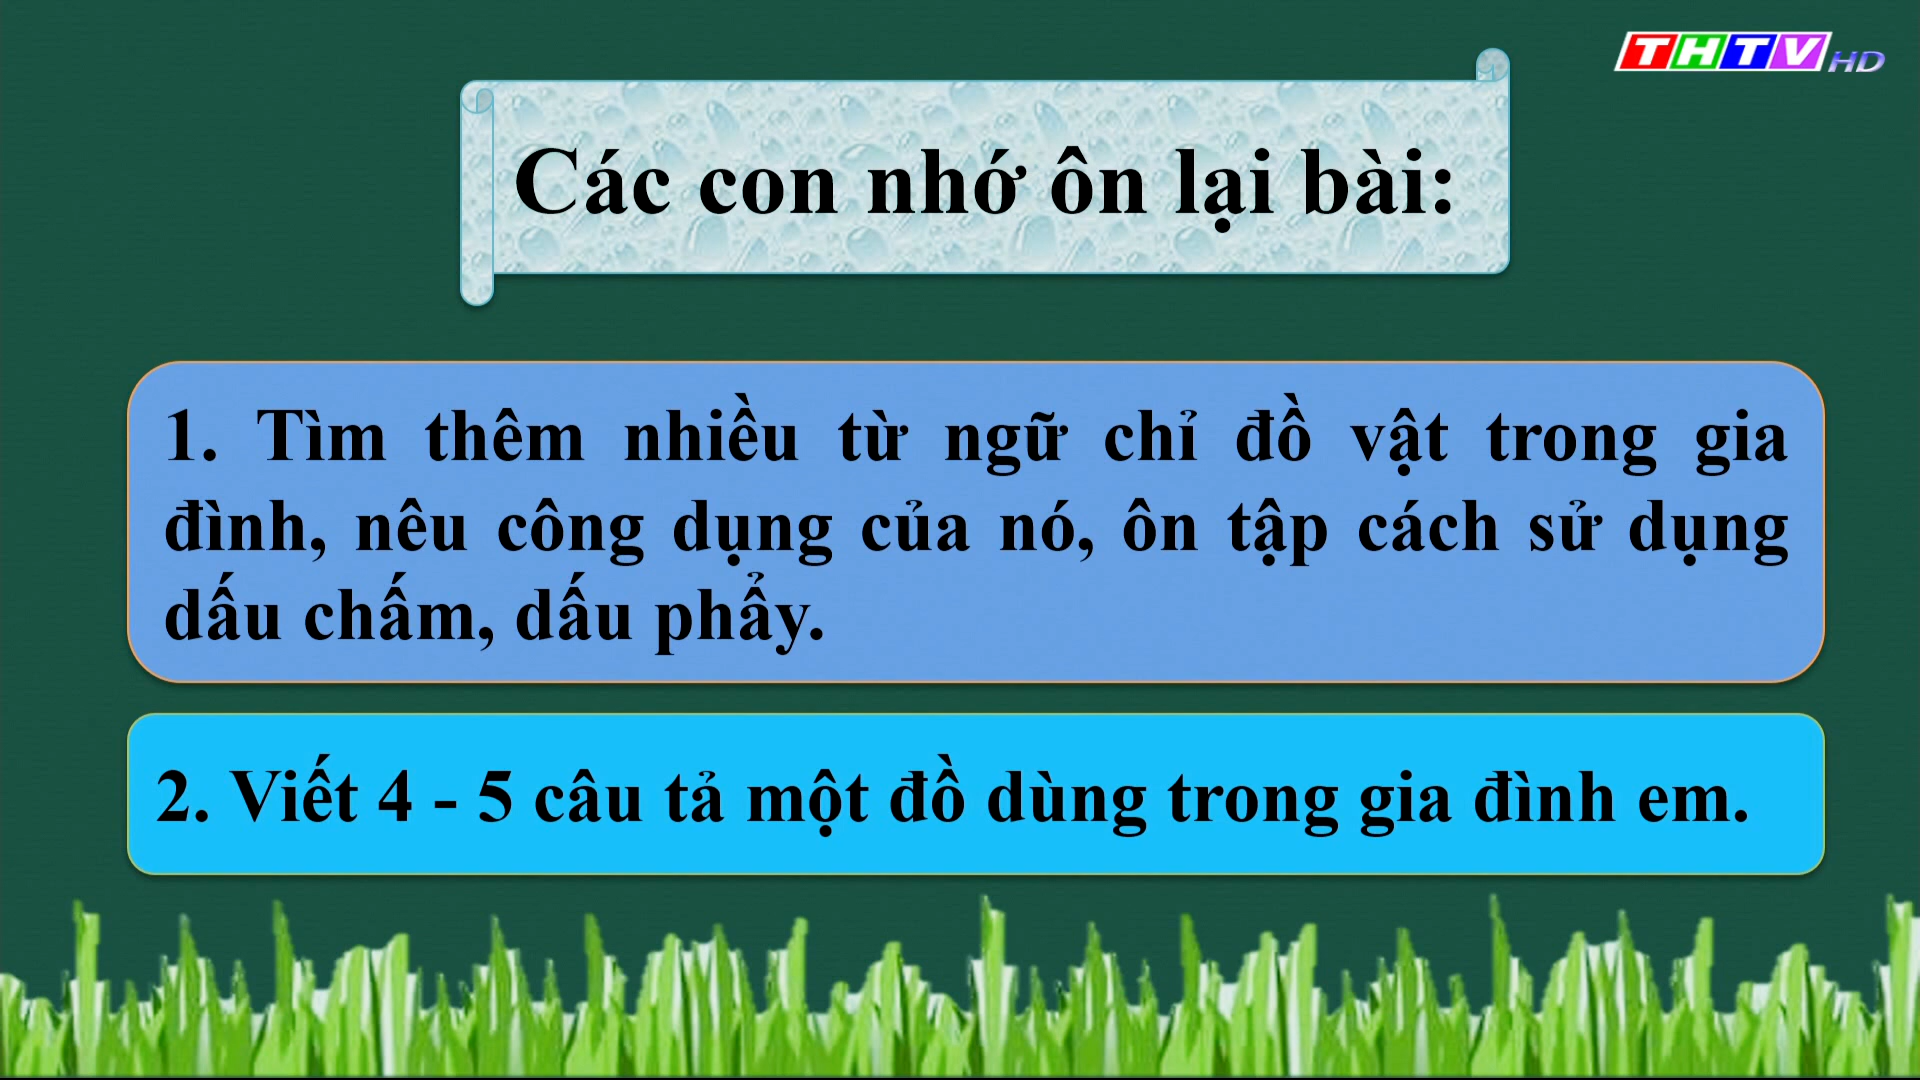 THTV HD
Các con nhớ ôn lại bài:
1. Tìm thêm nhiều từ ngữ chỉ đồ vật trong gia
đình, nêu công dụng của nó, ôn tập cách sử dụng
dấu chấm, dấu phẩy.
2. Viết 4 - 5 câu tả một đồ dùng trong gia đình em.